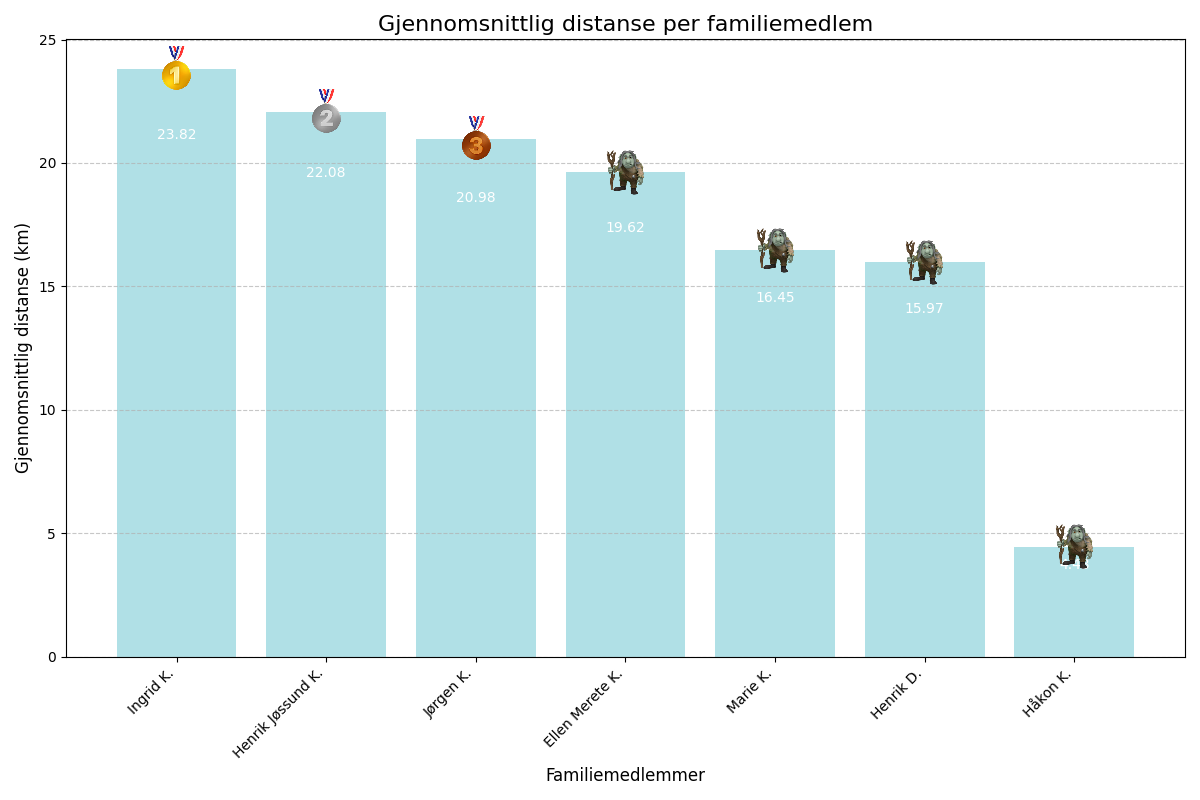 Gjennomsnittlig distanse per familiemedlem
Gjennomsnittlig distanse (km)
25
20
15
10
5
0
1
2
3
23.82
22.08
20.98
19.62
16.45
15.97
Ingrid K.
Henrik Jøssund K.
Jørgen K.
Ellen Merete K.
Marie K.
Henrik D.
Håkon K.
Familiemedlemmer